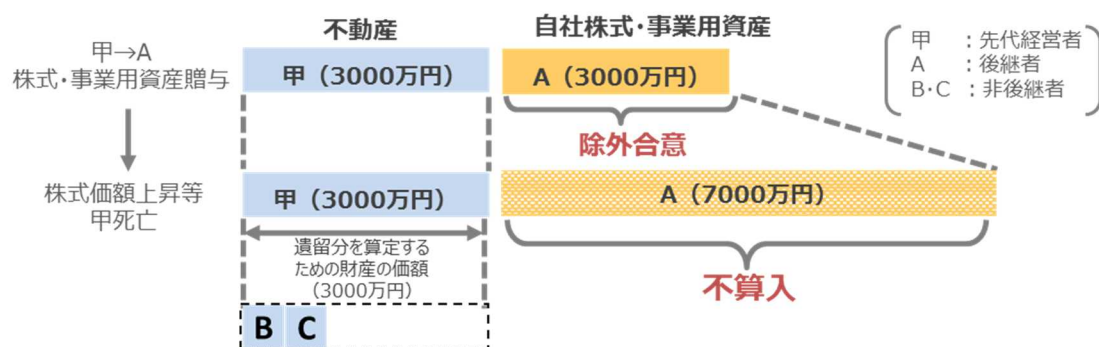 不動産
自社株式・事業用資産
甲→A
株式・事業用資産贈与
甲（3000万円）
A（3000万円）
甲 ：先代経営者
A ：後継者
B・C ：非後継者
除外合意
株式価額上昇等
甲死亡
甲（3000万円）
A（7000万円）
遺留分を算定する
ための財産の価額
（3000万円）
不算入
B C